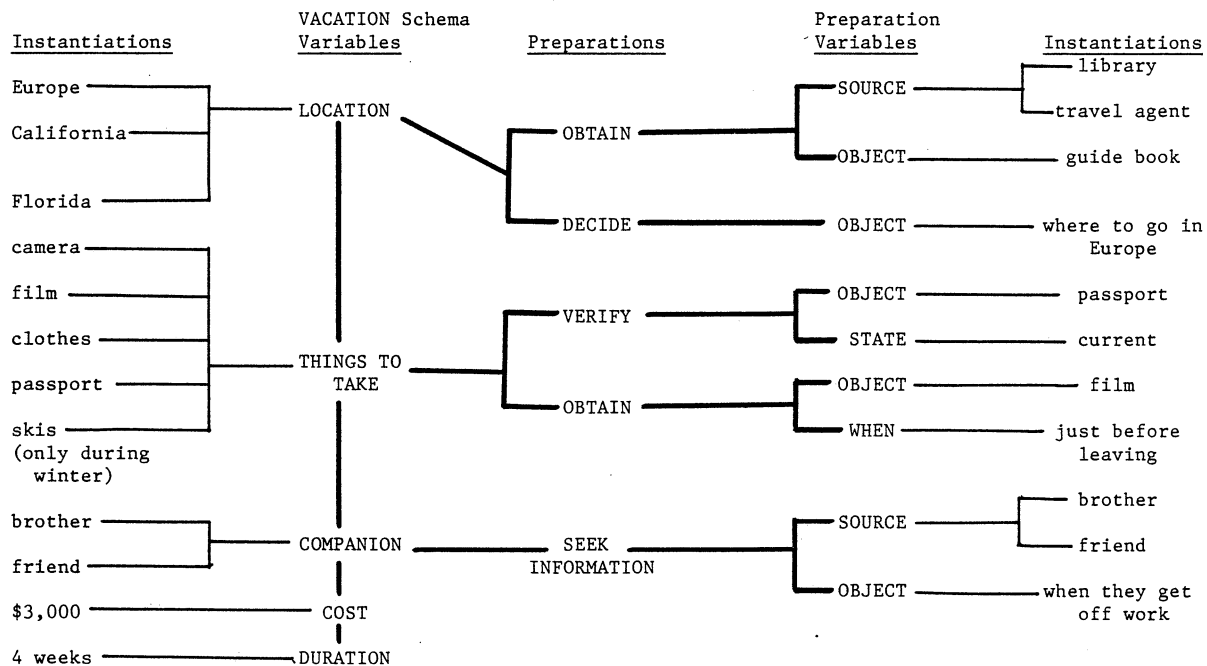 VACATION Schema Preparation
Instantiations Variables Preparations Variables Instantiations
library
Europe SOURCE
LOCATION
travel agent
California OBTAIN
OBJECT guide book
Florida
DECIDE OBJECT where to go in
Europe
camera
film OBJECT passport
VERIFY
clothes STATE current
THINGS TO
TAKE
passport OBJECT film
OBTAIN
skis WHEN just before
(only during leaving
winter)
brother
brother SOURCE
COMPANION SEEK friend
friend INFORMATION
OBJECT when they get
$3,000 COST off work
4 weeks DURATION